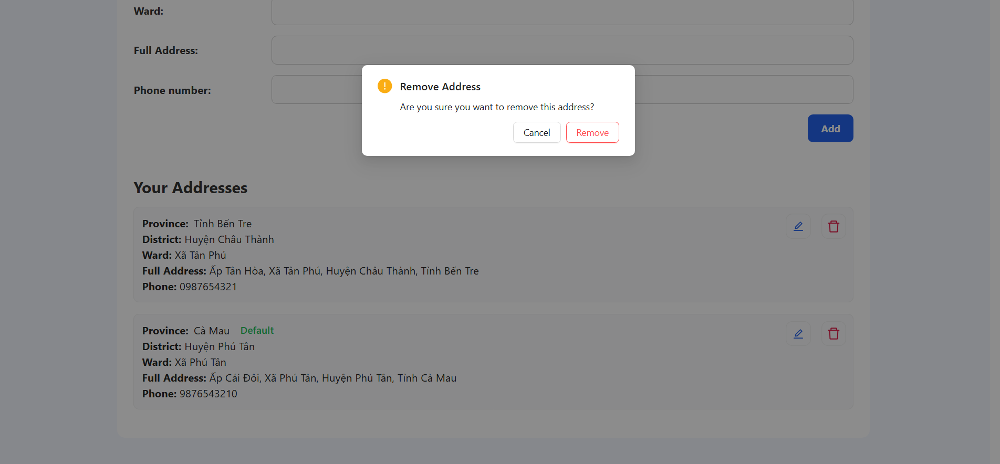 Ward:
Full Address:
Phone number:
Remove Address
Are you sure you want to remove this address?
Cancel
Remove
Add
Your Addresses
Province: Tỉnh Bến Tre
District: Huyện Châu Thành
Ward: Xã Tân Phú
Full Address: Ấp Tân Hòa, Xã Tân Phú, Huyện Châu Thành, Tỉnh Bến Tre
Phone: 0987654321
Province: Cà Mau Default
District: Huyện Phú Tân
Ward: Xã Phú Tân
Full Address: Ấp Cái Đôi, Xã Phú Tân, Huyện Phú Tân, Tỉnh Cà Mau
Phone: 9876543210